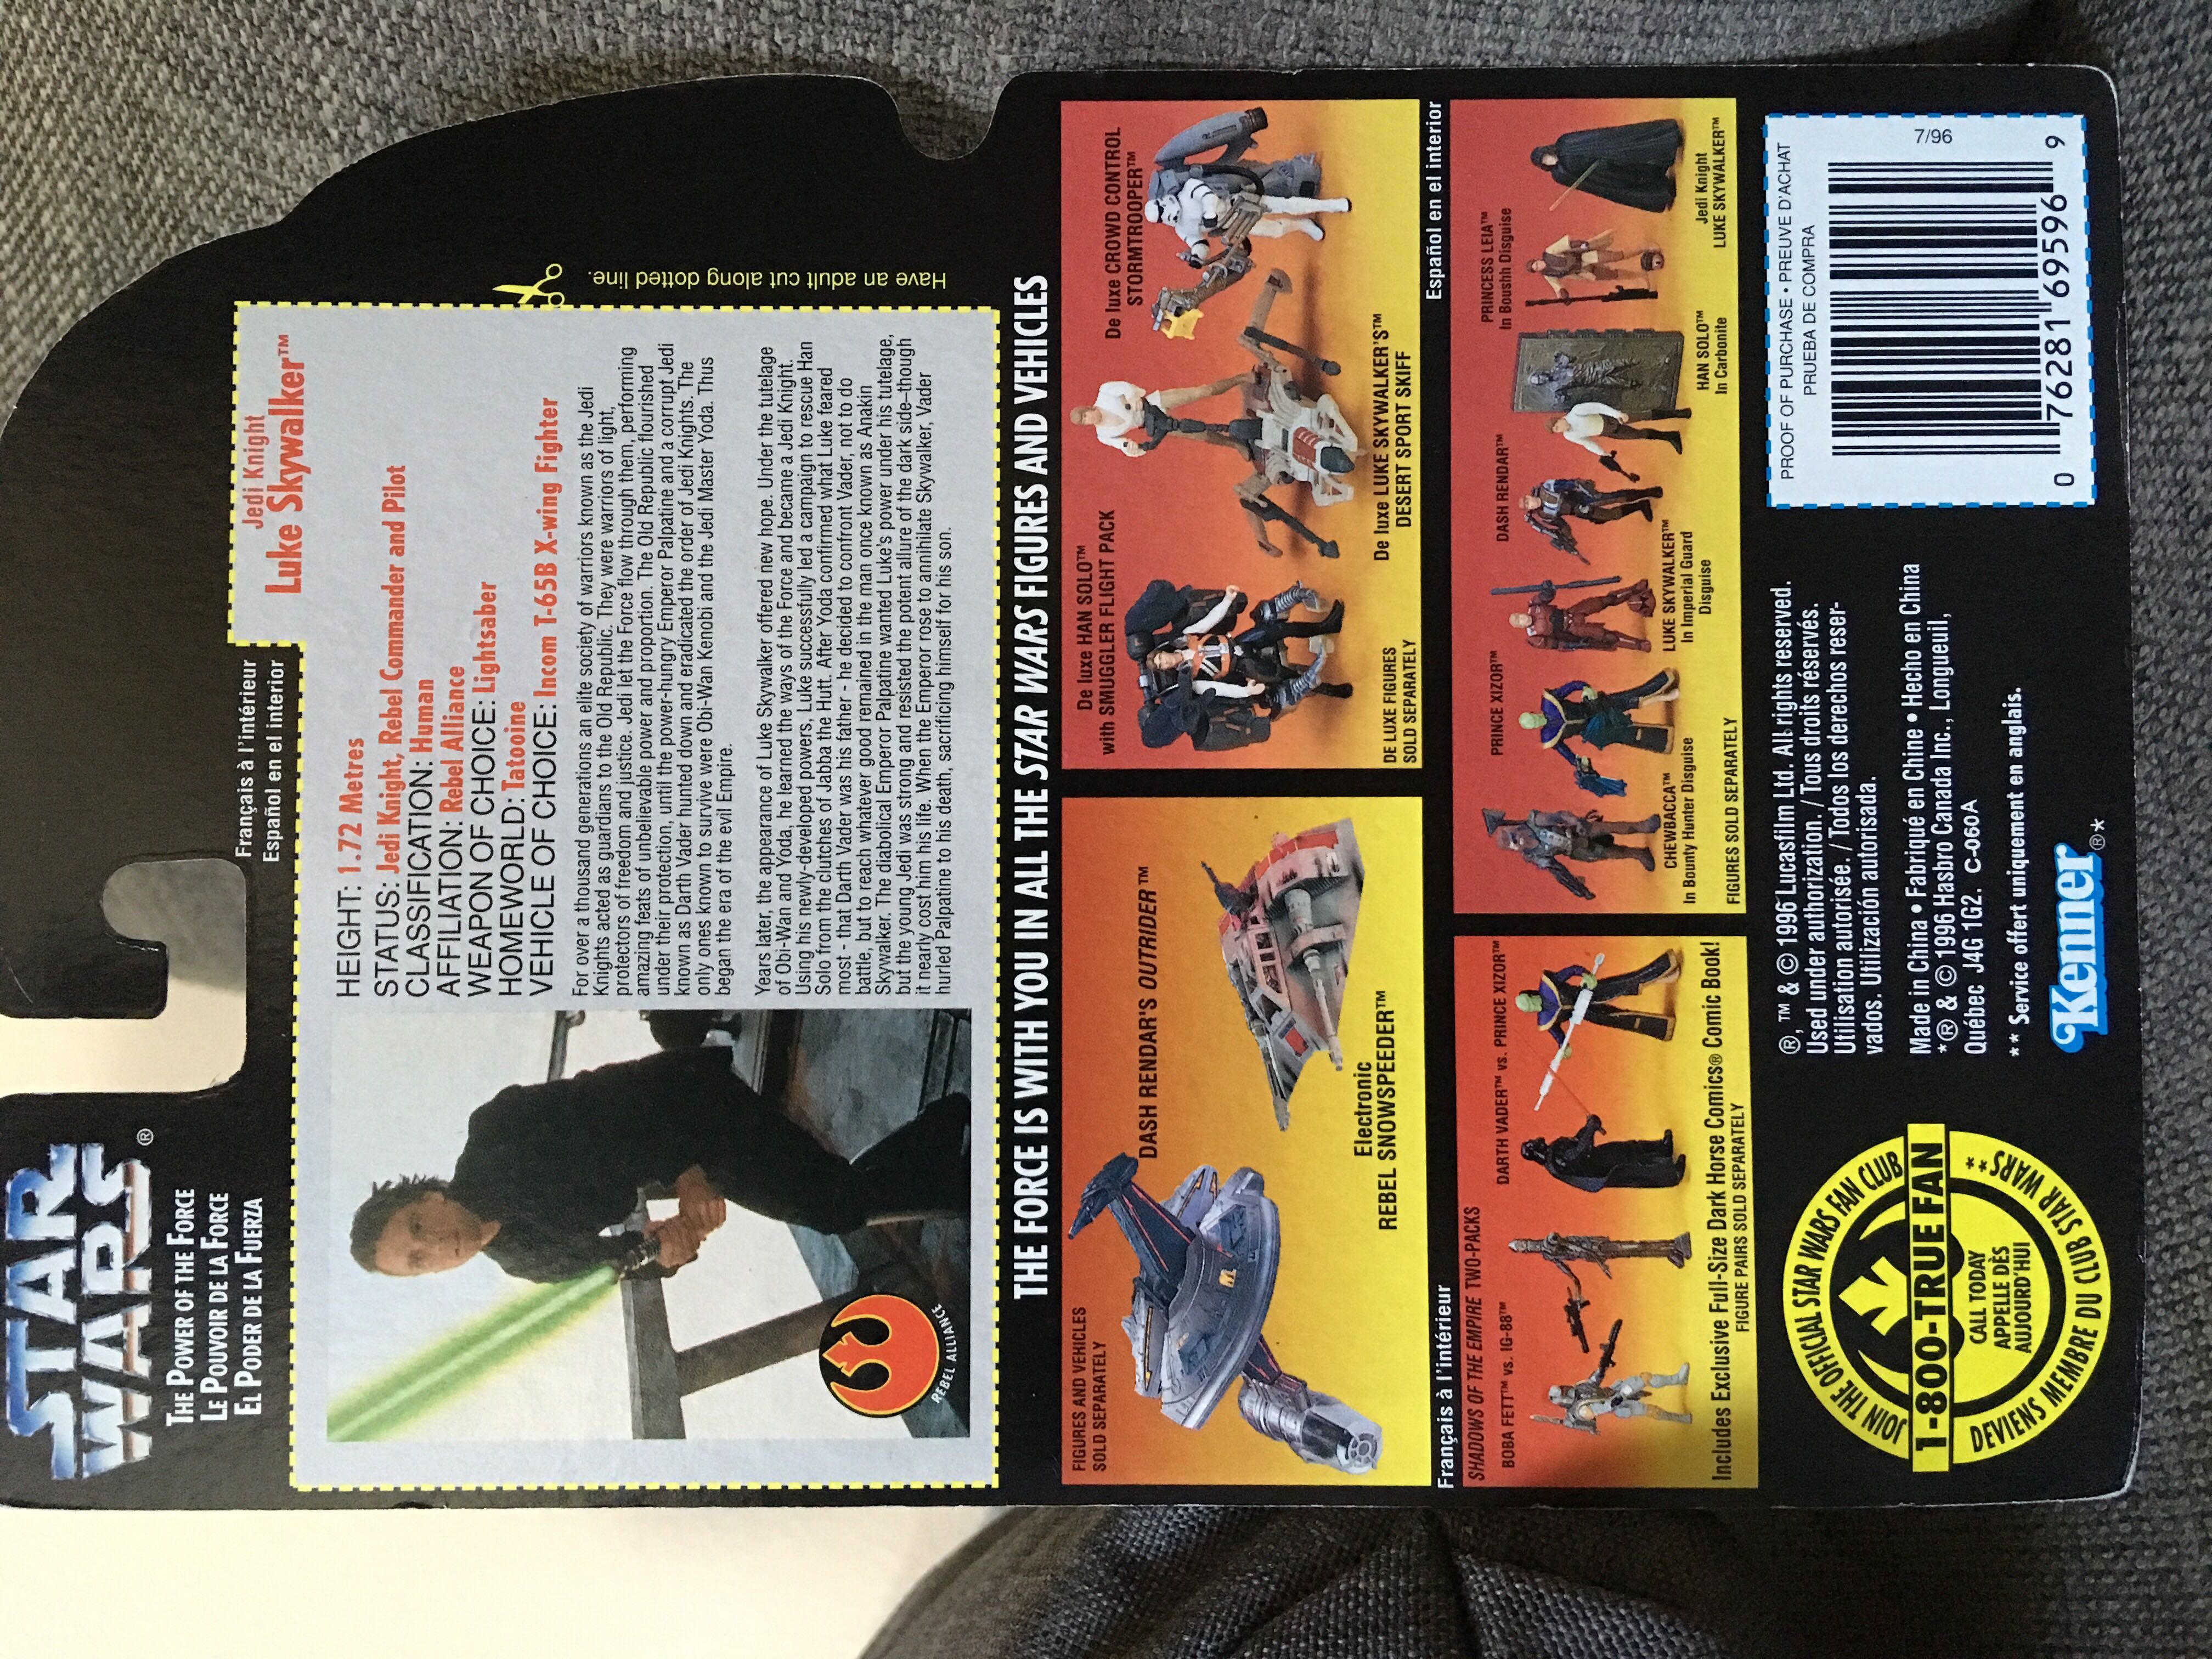 STAR
WARS®
THE POWER OF THE FORCE
LE POUVOIR DE LA FORCE
EL PODER DE LA FUERZA
Français à l'intérieur
Español en el interior
Jedi Knight
Luke Skywalker™
HEIGHT: 1.72 Metres
STATUS: Jedi Knight, Rebel Commander and Pilot
CLASSIFICATION: Human
AFFILIATION: Rebel Alliance
WEAPON OF CHOICE: Lightsaber
HOMEWORLD: Tatooine
VEHICLE OF CHOICE: Incom T-65B X-wing Fighter
For over a thousand generations an elite society of warriors known as the Jedi
Knights acted as guardians to the Old Republic. They were warriors of light,
protectors of freedom and justice. Jedi let the Force flow through them, performing
amazing feats of unbelievable power and proportion. The Old Republic flourished
under their protection, until the power-hungry Emperor Palpatine and a corrupt Jedi
known as Darth Vader hunted down and eradicated the order of Jedi Knights. The
only ones known to survive were Obi-Wan Kenobi and the Jedi Master Yoda. Thus
began the era of the evil Empire.
Years later, the appearance of Luke Skywalker offered new hope. Under the tutelage
of Obi-Wan and Yoda, he learned the ways of the Force and became a Jedi Knight.
Using his newly-developed powers, Luke successfully led a campaign to rescue Han
Solo from the clutches of Jabba the Hutt. After Yoda confirmed what Luke feared
most - that Darth Vader was his father - he decided to confront Vader, not to do
battle, but to reach whatever good remained in the man once known as Anakin
Skywalker. The diabolical Emperor Palpatine wanted Luke's power under his tutelage,
but the young Jedi was strong and resisted the potent allure of the dark side–though
it nearly cost him his life. When the Emperor rose to annihilate Skywalker, Vader
hurled Palpatine to his death, sacrificing himself for his son.
REBEL ALLIANCE
Have an adult cut along dotted line.
THE FORCE IS WITH YOU IN ALL THE STAR WARS FIGURES AND VEHICLES
FIGURES AND VEHICLES
SOLD SEPARATELY
DASH RENDAR'S OUTRIDER™
Electronic
REBEL SNOWSPEEDER™
De luxe HAN SOLO™
with SMUGGLER FLIGHT PACK
De luxe CROWD CONTROL
STORMTROOPER™
De luxe LUKE SKYWALKER'S™
DESERT SPORT SKIFF
DE LUXE FIGURES
SOLD SEPARATELY
Français à l'intérieur
Español en el interior
SHADOWS OF THE EMPIRE TWO-PACKS
BOBA FETT™ vs. IG-88™
DARTH VADER™ vs. PRINCE XIZOR™
Includes Exclusive Full-Size Dark Horse Comics® Comic Book!
FIGURE PAIRS SOLD SEPARATELY
PRINCE XIZOR™
DASH RENDAR™
PRINCESS LEIA™
In Boushh Disguise
CHEWBACCA™
In Bounty Hunter Disguise
LUKE SKYWALKER™
In Imperial Guard
Disguise
HAN SOLO™
In Carbonite
Jedi Knight
LUKE SKYWALKER™
FIGURES SOLD SEPARATELY
JOIN THE OFFICIAL STAR WARS FAN CLUB
1-800-TRUE FAN
CALL TODAY
APPELLE DÈS
AUJOURD'HUI
DEVIENS MEMBRE DU CLUB STAR WARS**
®, ™ & © 1996 Lucasfilm Ltd. All rights reserved.
Used under authorization. / Tous droits réservés.
Utilisation autorisée. / Todos los derechos reser-
vados. Utilización autorisada.
Made in China • Fabriqué en Chine • Hecho en China
*® & © 1996 Hasbro Canada Inc., Longueuil,
Québec J4G 1G2. C-060A
** Service offert uniquement en anglais.
Kenner®*
PROOF OF PURCHASE • PREUVE D'ACHAT
PRUEBA DE COMPRA
7/96
0 76281 69596 9